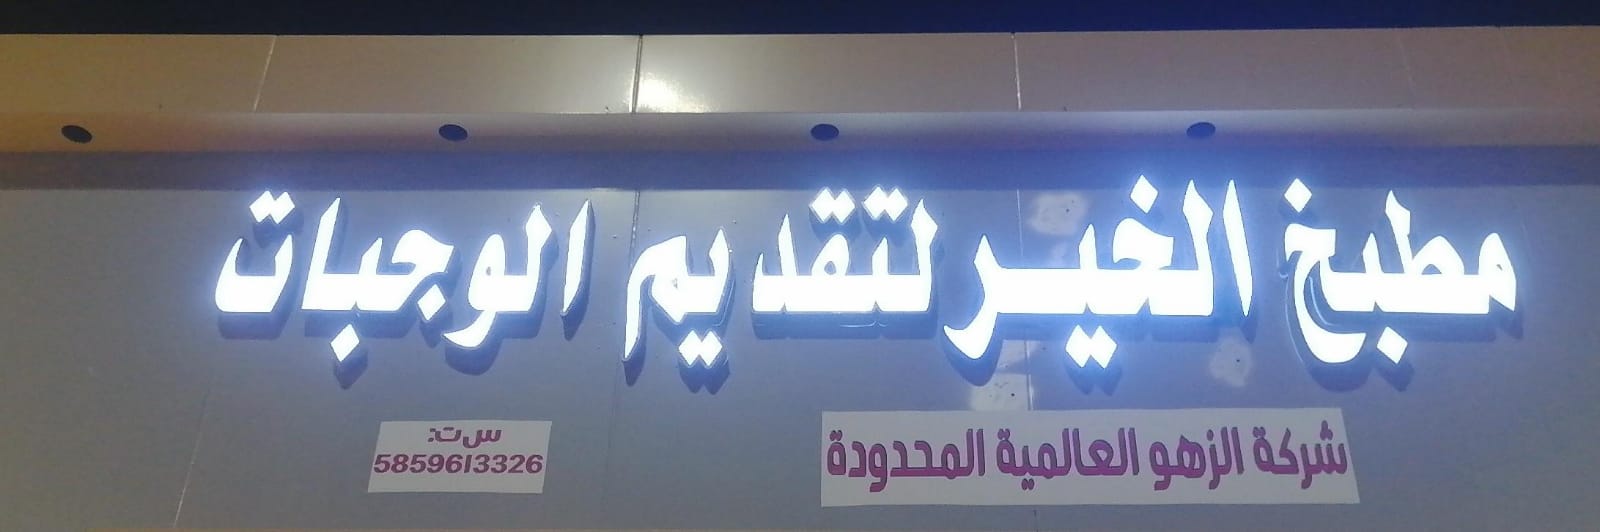 مطبخ الخير لتقديم الوجبات
شركة الزهو العالمية المحدودة
س ت:
5859613326